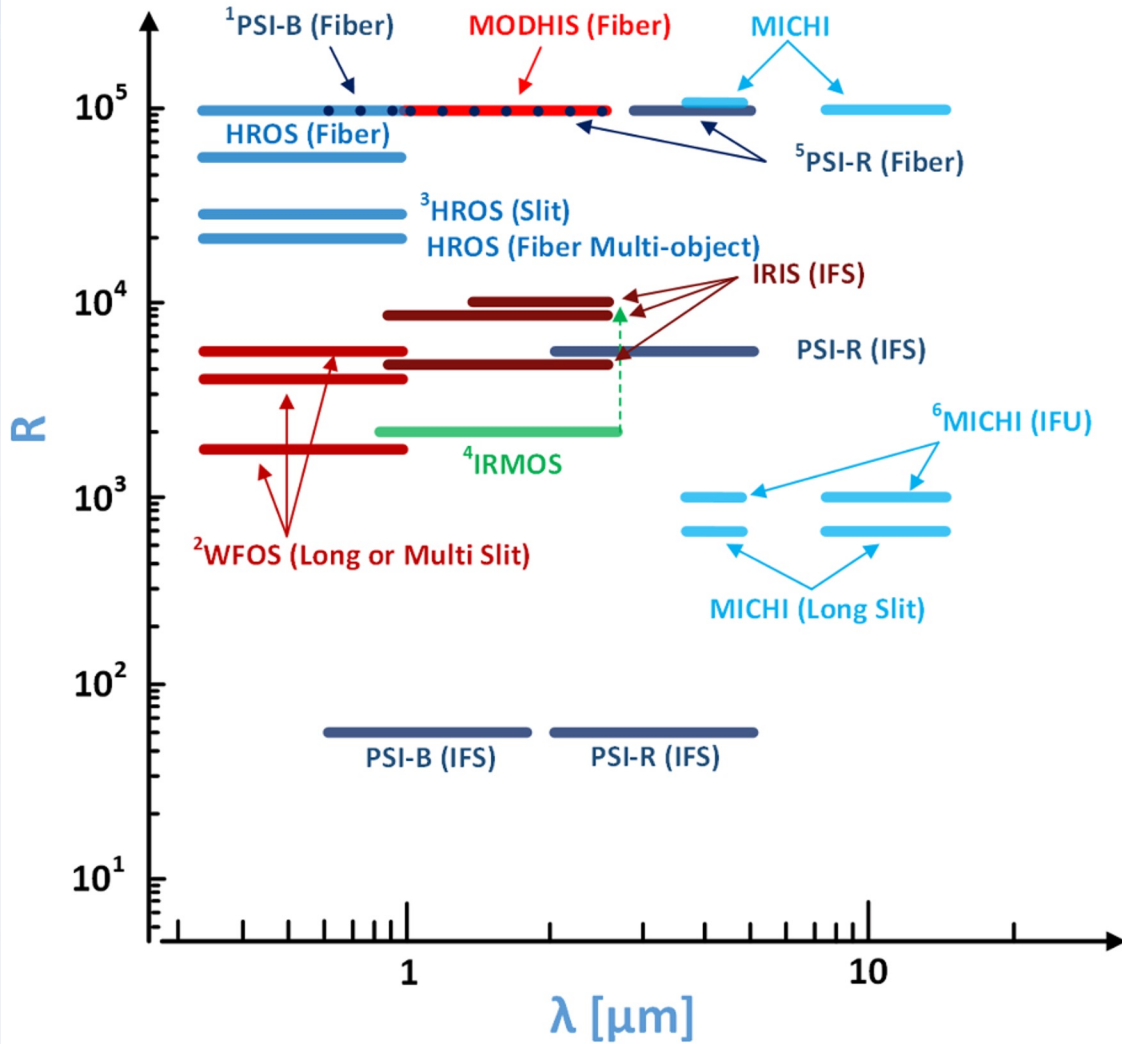 ¹PSI-B (Fiber)
MODHIS (Fiber)
MICHI
10⁵
HROS (Fiber)
⁵PSI-R (Fiber)
³HROS (Slit)
HROS (Fiber Multi-object)
IRIS (IFS)
10⁴
PSI-R (IFS)
R
⁶MICHI (IFU)
⁴IRMOS
10³
²WFOS (Long or Multi Slit)
MICHI (Long Slit)
10²
PSI-B (IFS)
PSI-R (IFS)
10¹
1
10
λ [μm]